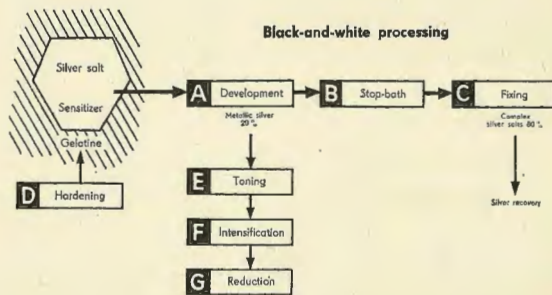 Black-and-white processing
Silver salt
Sensitizer
Gelatine
A Development
B Stop-bath
C Fixing
Metallic silver
20%
Complex
silver salts 80%
D Hardening
E Toning
Silver recovery
F Intensification
G Reduction